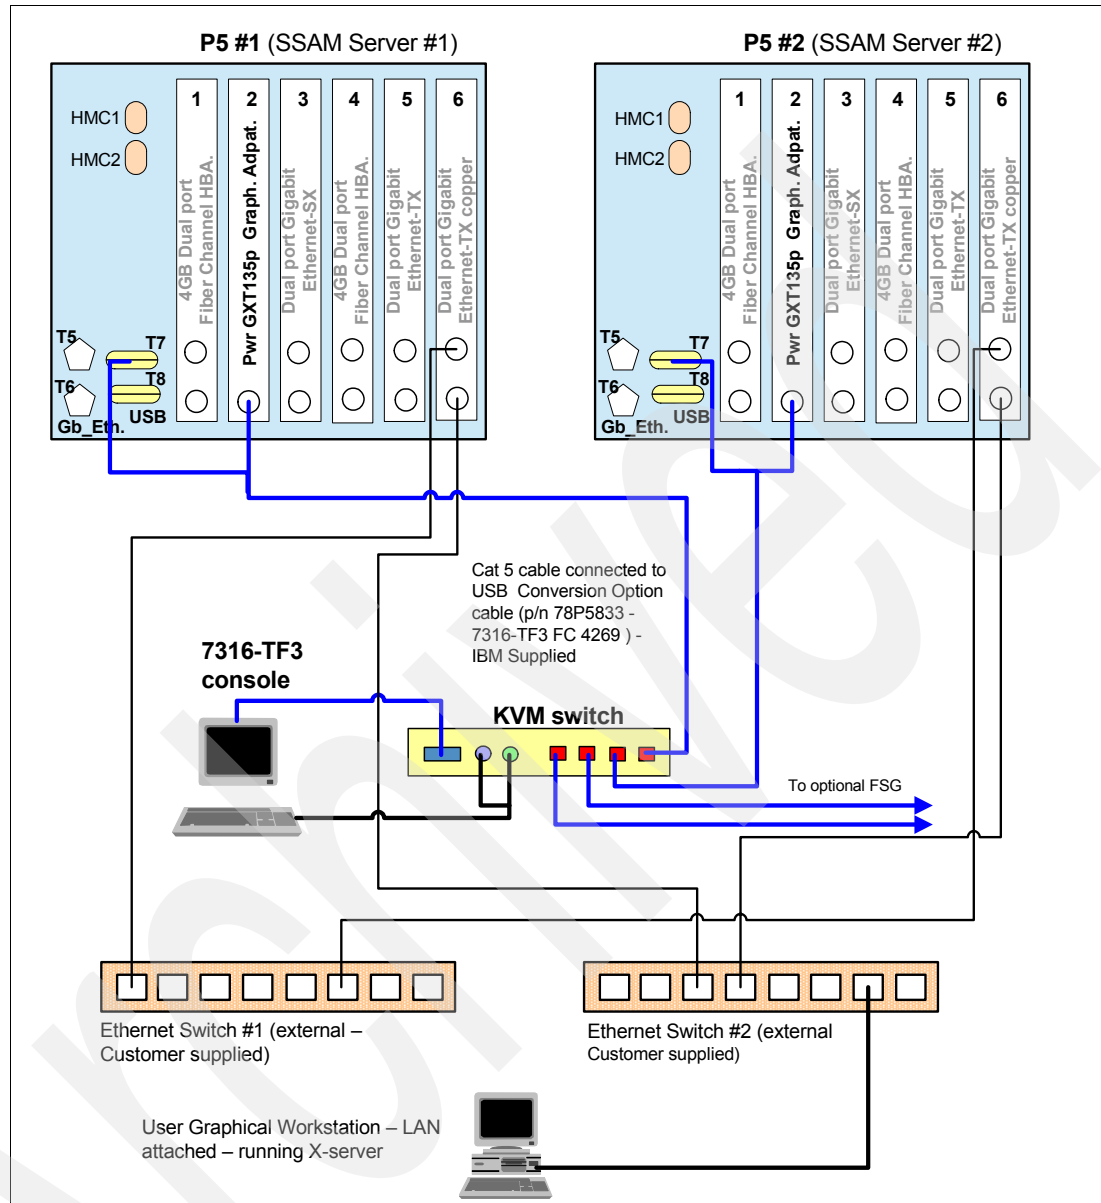 P5 #1 (SSAM Server #1)
P5 #2 (SSAM Server #2)
HMC1
HMC2
1
2
3
4
5
6
4GB Dual port
Fiber Channel HBA.
Pwr GXT135p Graph. Adpat.
Dual port Gigabit
Ethernet-SX
4GB Dual port
Fiber Channel HBA.
Dual port Gigabit
Ethernet-TX
Dual port Gigabit
Ethernet-TX copper
T5
T7
T6
T8
USB
Gb_Eth.
HMC1
HMC2
1
2
3
4
5
6
4GB Dual port
Fiber Channel HBA.
Pwr GXT135p Graph. Adpat.
Dual port Gigabit
Ethernet-SX
4GB Dual port
Fiber Channel HBA.
Dual port Gigabit
Ethernet-TX
Dual port Gigabit
Ethernet-TX copper
T5
T7
T6
T8
USB
Gb_Eth.
Cat 5 cable connected to
USB Conversion Option
cable (p/n 78P5833 -
7316-TF3 FC 4269 ) -
IBM Supplied
7316-TF3
console
KVM switch
To optional FSG
Ethernet Switch #1 (external –
Customer supplied)
Ethernet Switch #2 (external
Customer supplied)
User Graphical Workstation – LAN
attached – running X-server
Archived